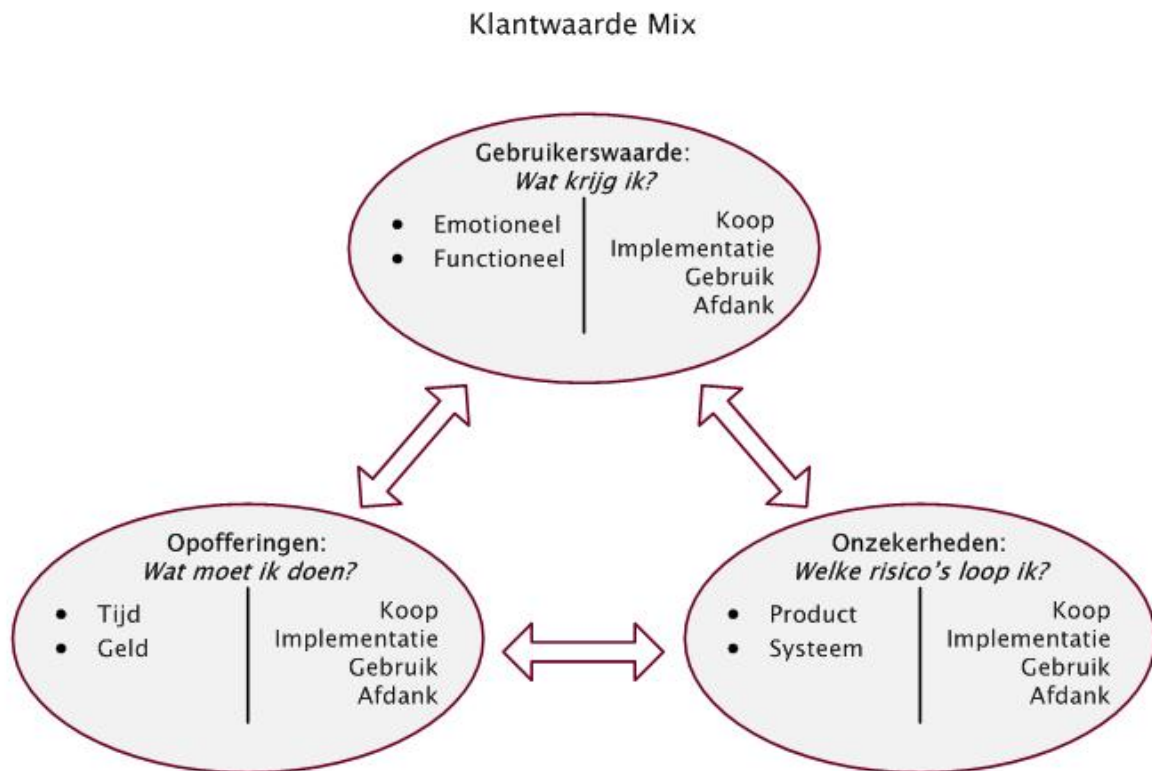 Klantwaarde Mix
Gebruikerswaarde:
Wat krijg ik?
• Emotioneel
• Functioneel
Koop
Implementatie
Gebruik
Afdank
Opofferingen:
Wat moet ik doen?
• Tijd
• Geld
Koop
Implementatie
Gebruik
Afdank
Onzekerheden:
Welke risico's loop ik?
• Product
• Systeem
Koop
Implementatie
Gebruik
Afdank